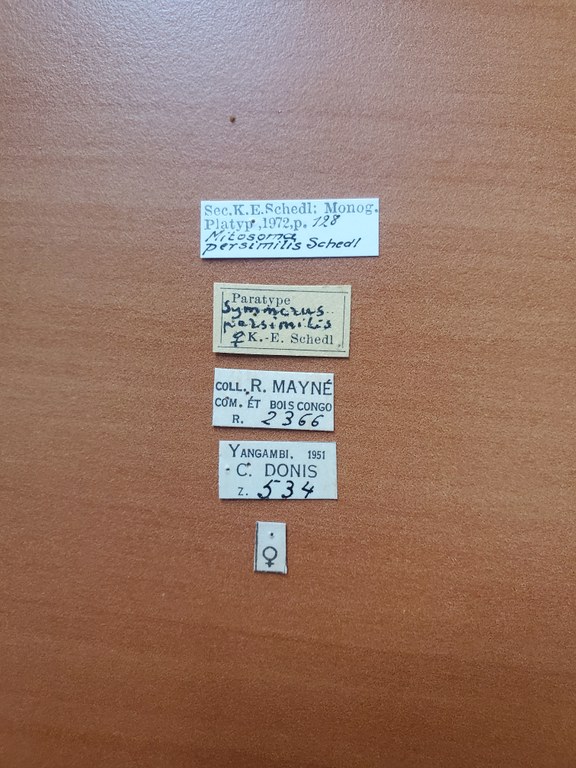 Sec.K.E.Schedl: Monog.
Platyp.,1972,p. 128
Mitosoma
persimilis Schedl
Paratype
Symmerus
persimilis
♀ K.-E. Schedl
COLL. R. MAYNÉ
COM. ÉT BOIS CONGO
R. 2366
YANGAMBI. 1951
C. DONIS
Z. 534
♀